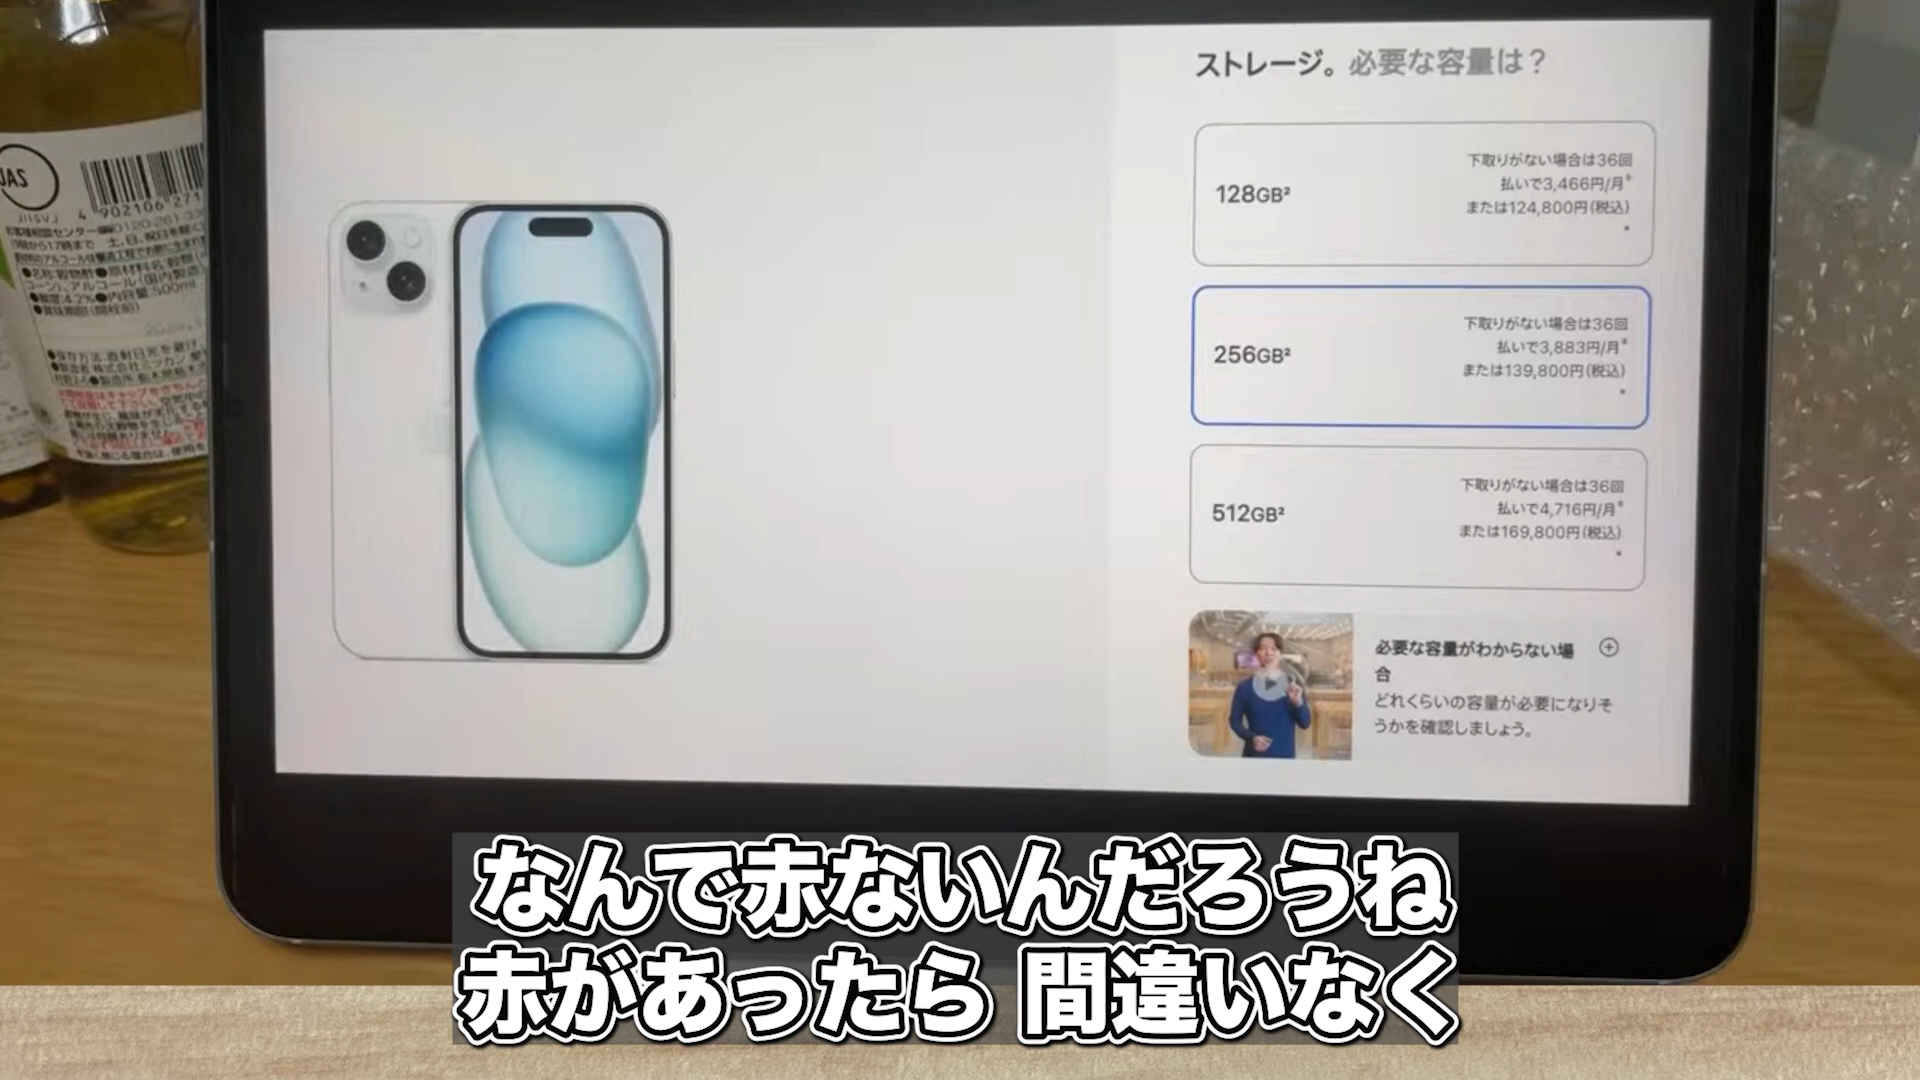 ストレージ。必要な容量は？
128GB²
下取りがない場合は36回
払いで3,466円/月
または124,800円(税込)
256GB²
下取りがない場合は36回
払いで3,883円/月
または139,800円(税込)
512GB²
下取りがない場合は36回
払いで4,716円/月
または169,800円(税込)
必要な容量がわからない場
合
どれくらいの容量が必要になりそ
うかを確認しましょう。
JAS
4 902106 271
なんで赤ないんだろうね
赤があったら 間違いなく